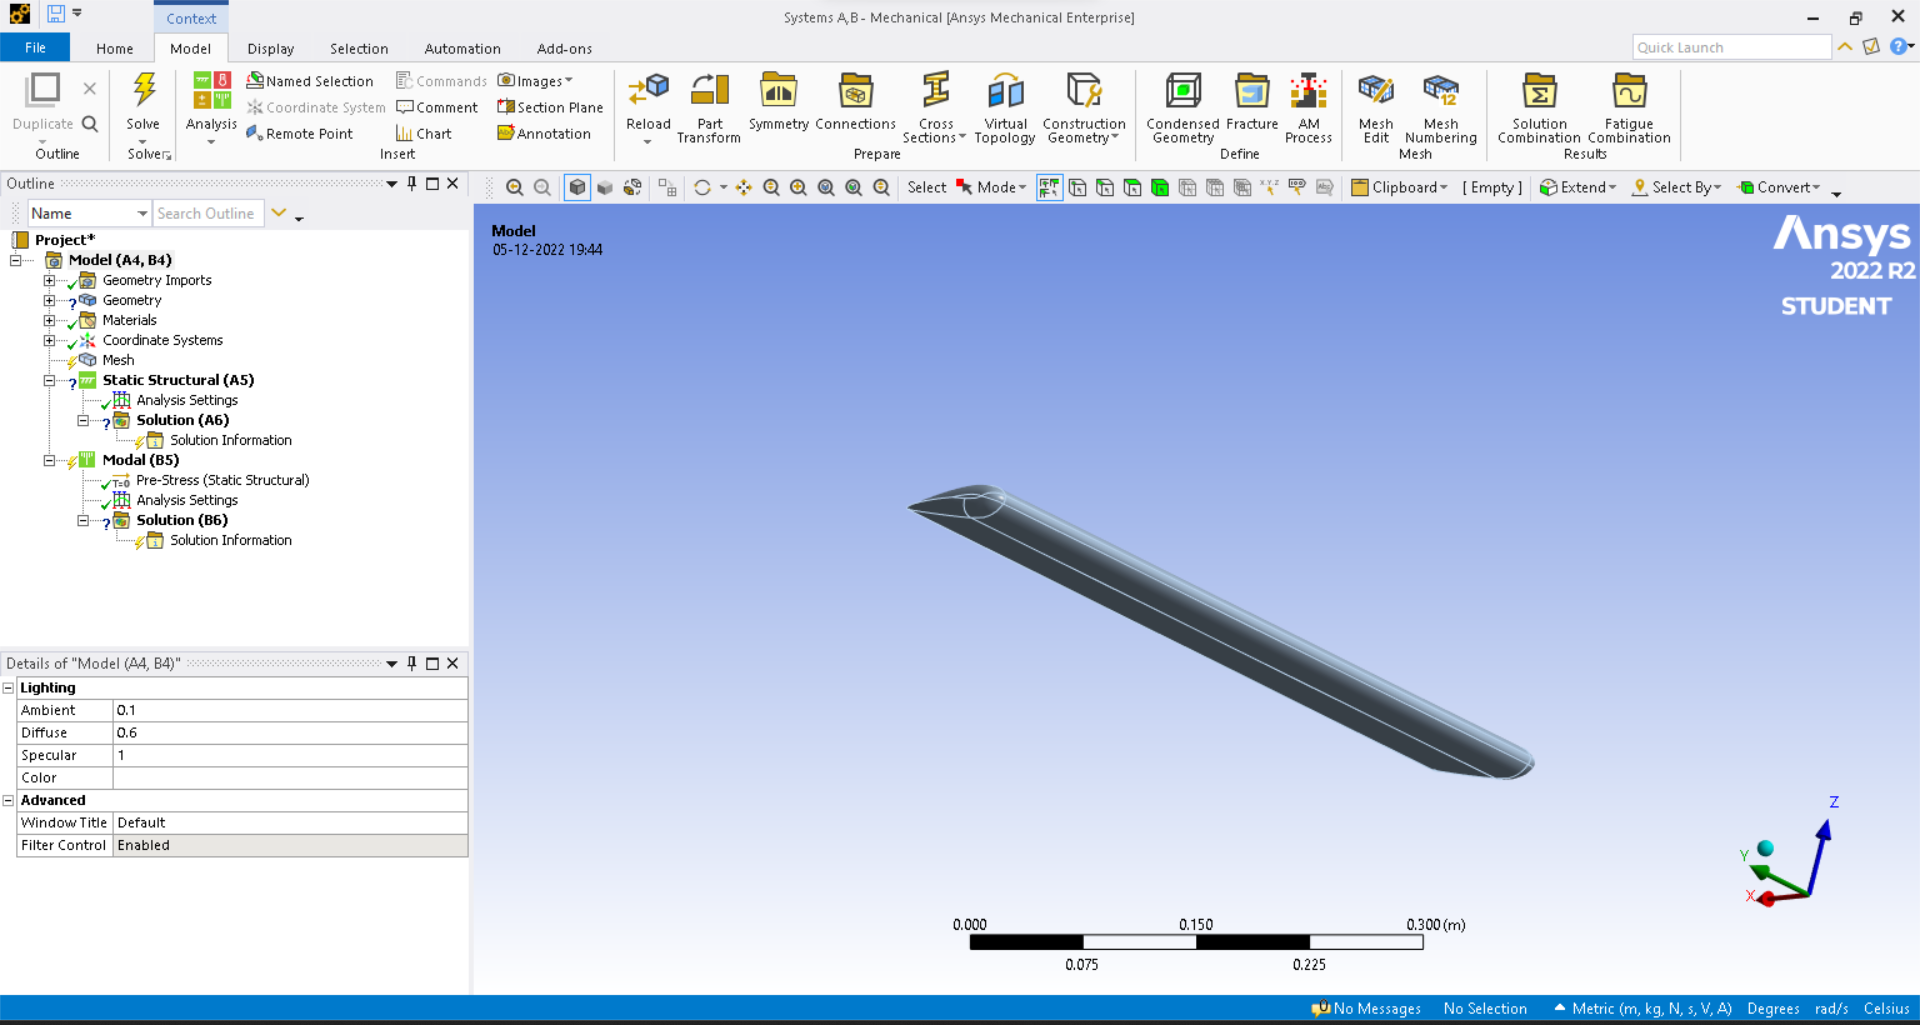 Context
Systems A,B - Mechanical [Ansys Mechanical Enterprise]
File Home Model Display Selection Automation Add-ons
Quick Launch
Duplicate
Outline
Solve
Solver
Analysis
Named Selection
Coordinate System
Remote Point
Commands
Comment
Chart
Images
Section Plane
Annotation
Insert
Reload
Part Transform
Symmetry
Connections
Cross Sections
Virtual Topology
Construction Geometry
Prepare
Condensed Geometry
Fracture
AM Process
Define
Mesh Edit
12
Mesh Numbering
Mesh
Solution Combination
Fatigue Combination
Results
Outline
Name
Search Outline
Select Mode Clipboard [ Empty ] Extend Select By Convert
Project*
Model (A4, B4)
Geometry Imports
Geometry
Materials
Coordinate Systems
Mesh
Static Structural (A5)
Analysis Settings
Solution (A6)
Solution Information
Modal (B5)
T=0 Pre-Stress (Static Structural)
Analysis Settings
Solution (B6)
Solution Information
Details of "Model (A4, B4)"
Lighting
Ambient 0.1
Diffuse 0.6
Specular 1
Color
Advanced
Window Title Default
Filter Control Enabled
Model
05-12-2022 19:44
Ansys
2022 R2
STUDENT
Z
Y
X
0.000 0.150 0.300 (m)
0.075 0.225
No Messages No Selection Metric (m, kg, N, s, V, A) Degrees rad/s Celsius